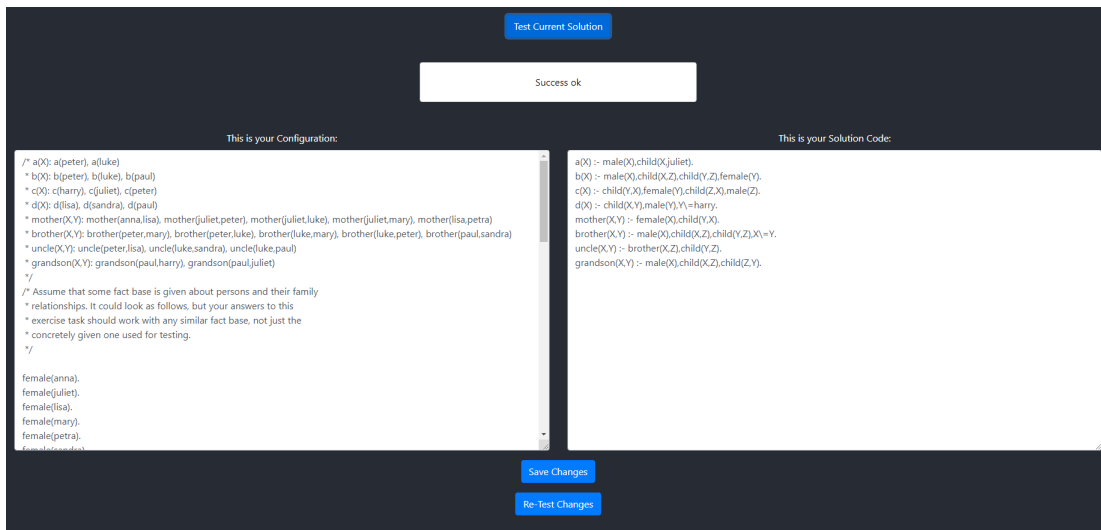 Test Current Solution
Success ok
This is your Configuration:
/* a(X): a(peter), a(luke)
* b(X): b(peter), b(luke), b(paul)
* c(X): c(harry), c(juliet), c(peter)
* d(X): d(lisa), d(sandra), d(paul)
* mother(X,Y): mother(anna,lisa), mother(juliet,peter), mother(juliet,luke), mother(juliet,mary), mother(lisa,petra)
* brother(X,Y): brother(peter,mary), brother(peter,luke), brother(luke,mary), brother(luke,peter), brother(paul,sandra)
* uncle(X,Y): uncle(peter,lisa), uncle(luke,sandra), uncle(luke,paul)
* grandson(X,Y): grandson(paul,harry), grandson(paul,juliet)
*/
/* Assume that some fact base is given about persons and their family
* relationships. It could look as follows, but your answers to this
* exercise task should work with any similar fact base, not just the
* concretely given one used for testing.
*/
female(anna).
female(juliet).
female(lisa).
female(mary).
female(petra).
female(sandra)
This is your Solution Code:
a(X) :- male(X),child(X,juliet).
b(X) :- male(X),child(X,Z),child(Y,Z),female(Y).
c(X) :- child(Y,X),female(Y),child(Z,X),male(Z).
d(X) :- child(X,Y),male(Y),Y\=harry.
mother(X,Y) :- female(X),child(Y,X).
brother(X,Y) :- male(X),child(X,Z),child(Y,Z),X\=Y.
uncle(X,Y) :- brother(X,Z),child(Y,Z).
grandson(X,Y) :- male(X),child(X,Z),child(Z,Y).
Save Changes
Re-Test Changes